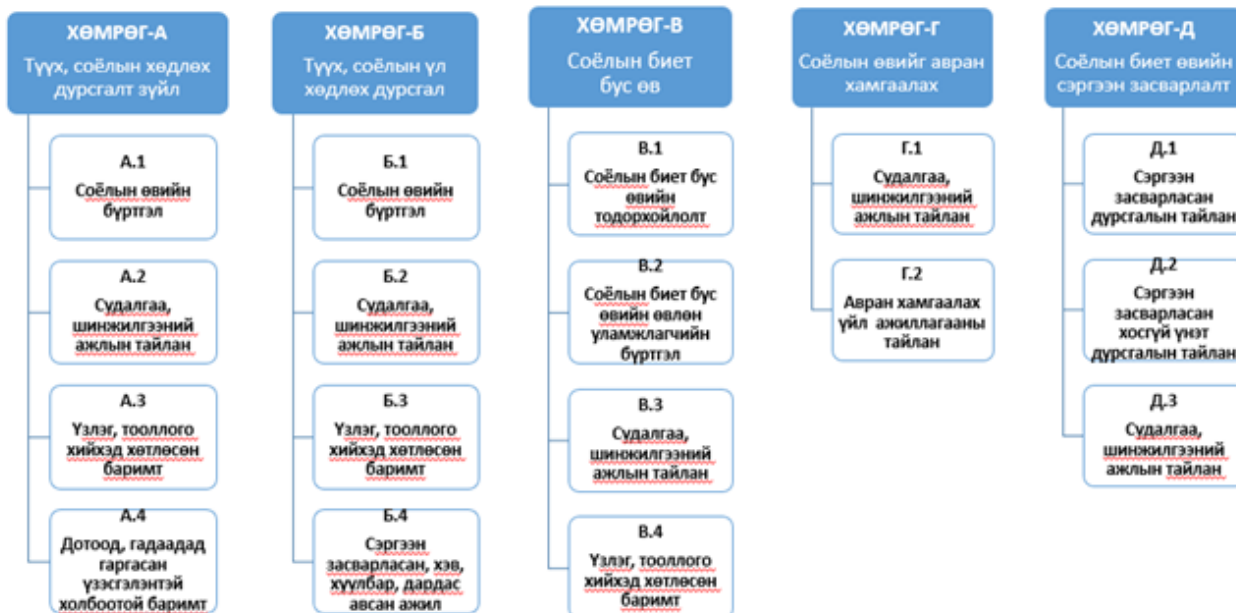 ХӨМРӨГ-А
Түүх, соёлын хөдлөх
дурсгалт зүйл
А.1
Соёлын өвийн
бүртгэл
А.2
Судалгаа,
шинжилгээний
ажлын тайлан
А.3
Үзлэг, тооллого
хийхэд хөтлөсөн
баримт
А.4
Дотоод, гадаадад
гаргасан
үзэсгэлэнтэй
холбоотой баримт
ХӨМРӨГ-Б
Түүх, соёлын үл
хөдлөх дурсгал
Б.1
Соёлын өвийн
бүртгэл
Б.2
Судалгаа,
шинжилгээний
ажлын тайлан
Б.3
Үзлэг, тооллого
хийхэд хөтлөсөн
баримт
Б.4
Сэргээн
засварласан, хэв,
хуулбар, дардас
авсан ажил
ХӨМРӨГ-В
Соёлын биет
бус өв
В.1
Соёлын биет бус
өвийн
тодорхойлолт
В.2
Соёлын биет бус
өвийн өвлөн
уламжлагчийн
бүртгэл
В.3
Судалгаа,
шинжилгээний
ажлын тайлан
В.4
Үзлэг, тооллого
хийхэд хөтлөсөн
баримт
ХӨМРӨГ-Г
Соёлын өвийг авран
хамгаалах
Г.1
Судалгаа,
шинжилгээний
ажлын тайлан
Г.2
Авран хамгаалах
үйл ажиллагааны
тайлан
ХӨМРӨГ-Д
Соёлын биет өвийн
сэргээн засварлалт
Д.1
Сэргээн
засварласан
дурсгалын тайлан
Д.2
Сэргээн
засварласан
хосгүй үнэт
дурсгалын тайлан
Д.3
Судалгаа,
шинжилгээний
ажлын тайлан